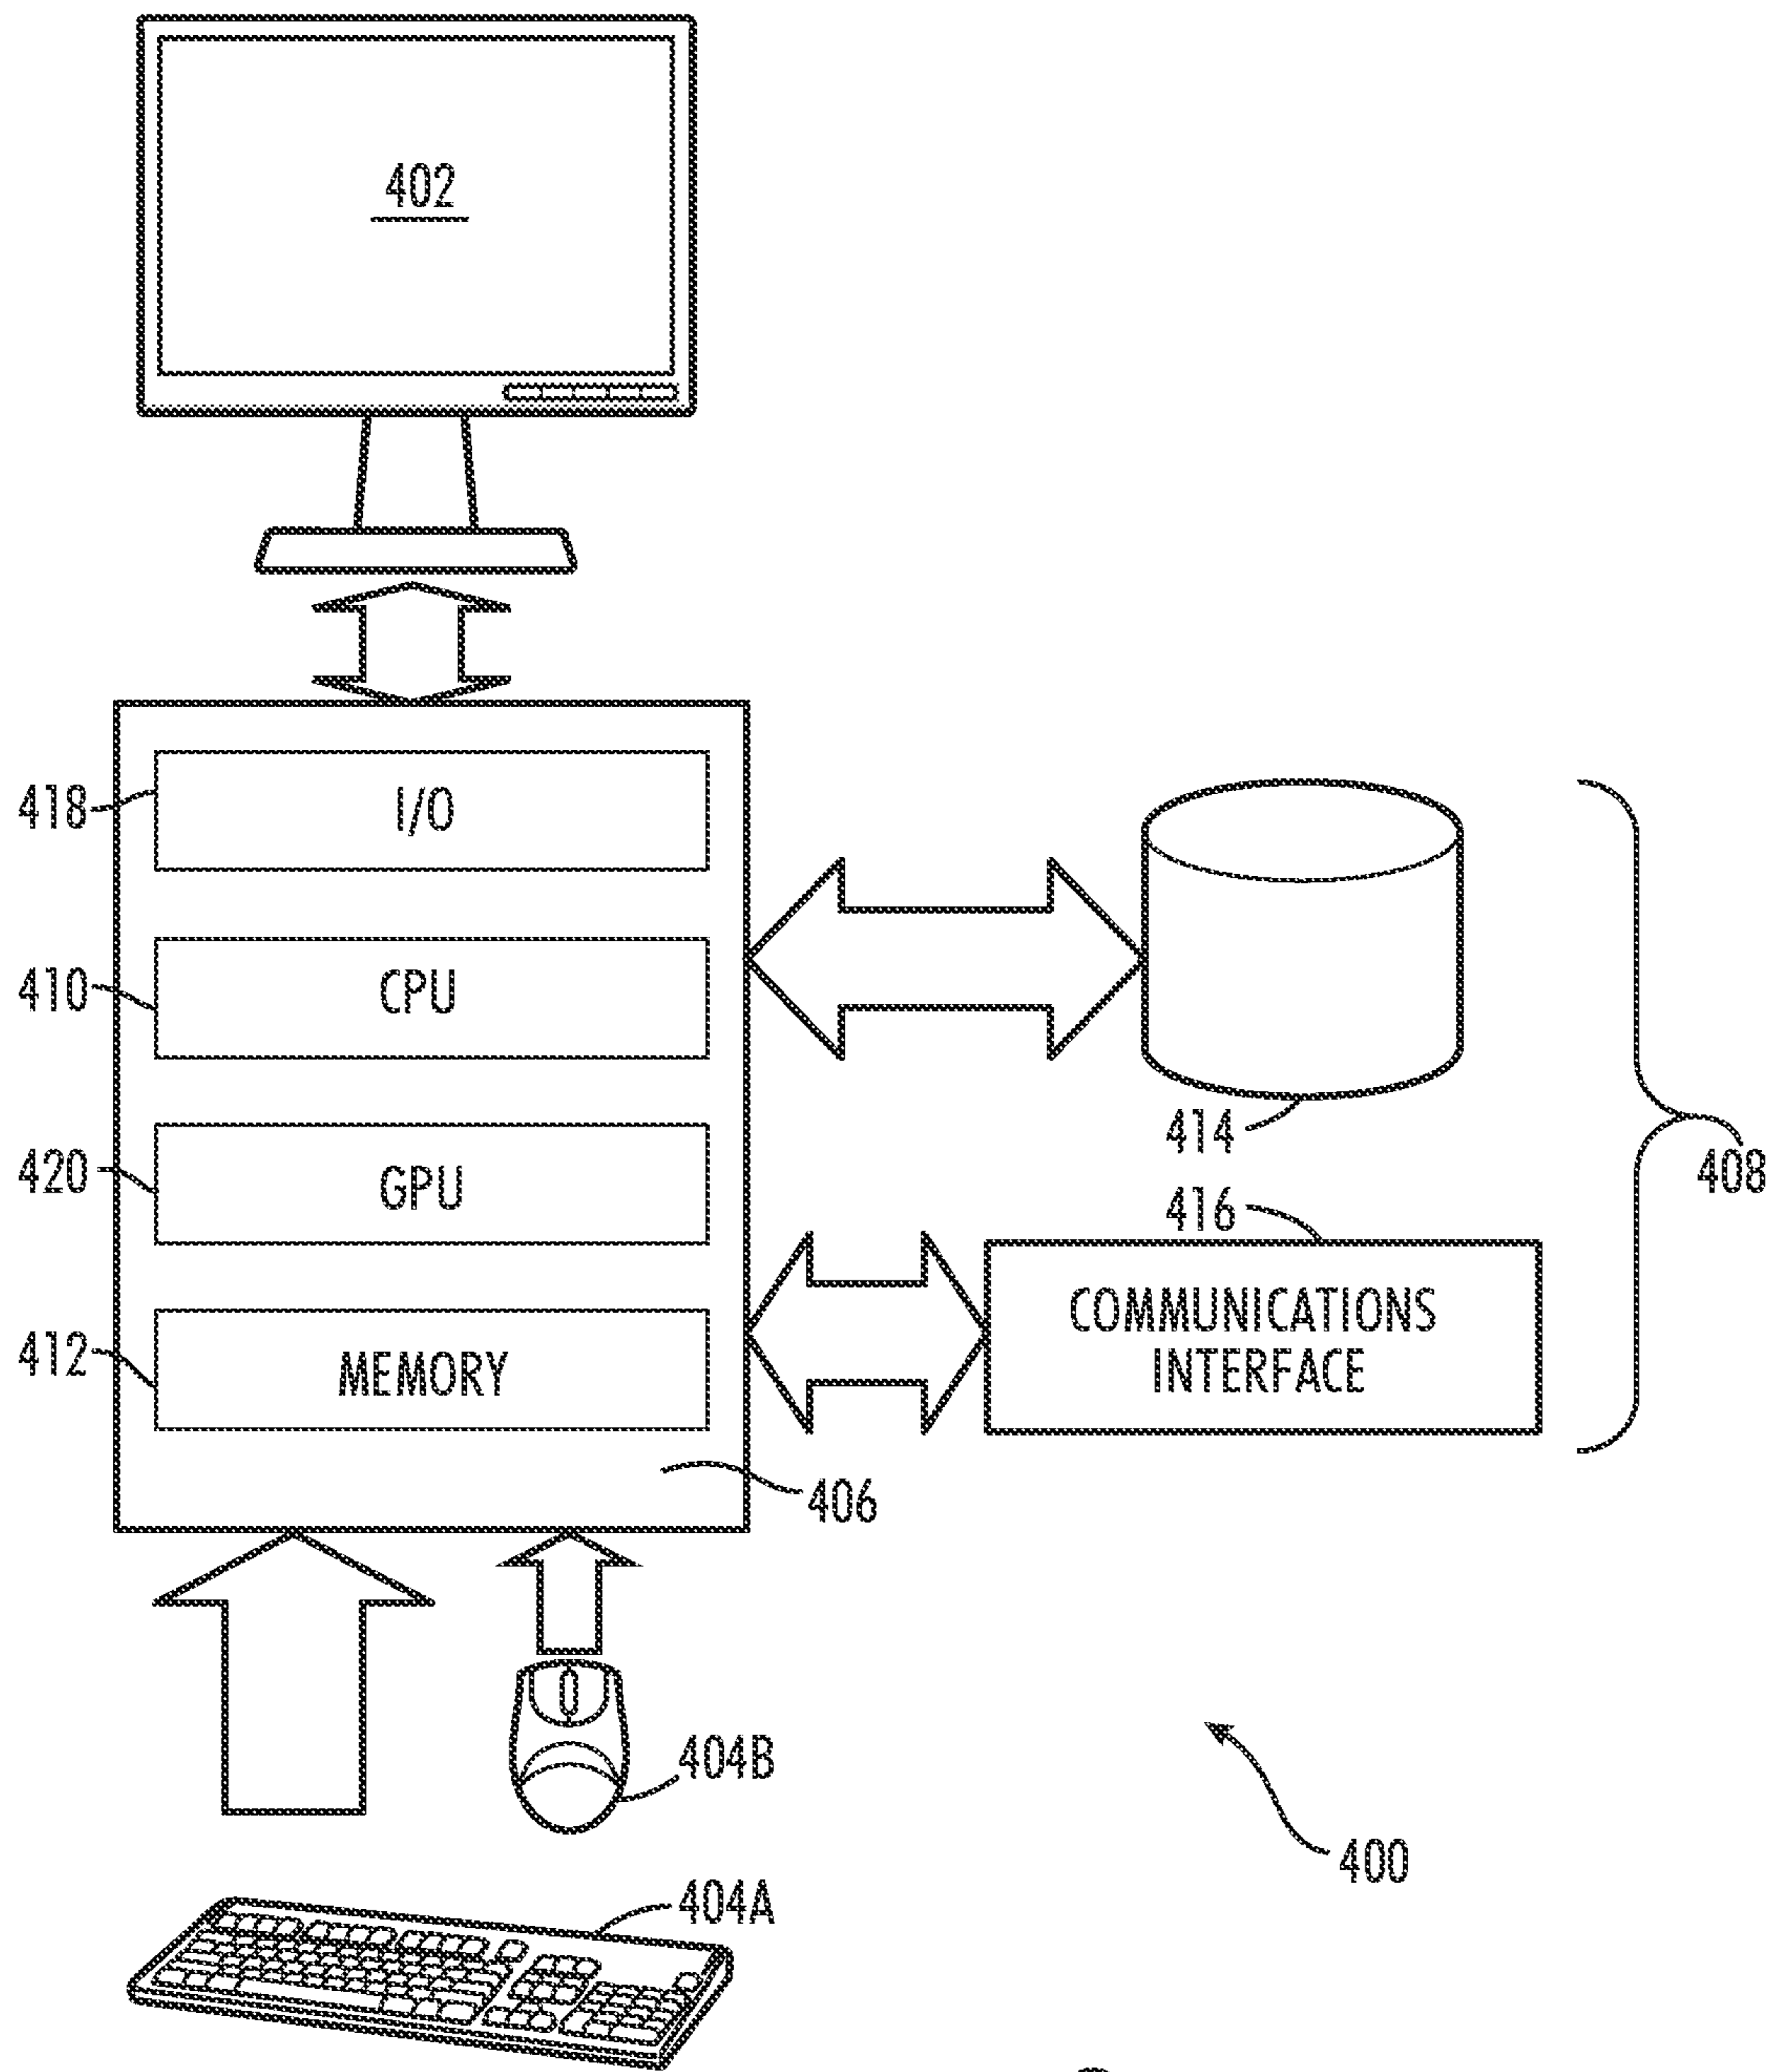 402
418
I/O
410
CPU
414
420
GPU
408
416
COMMUNICATIONS
INTERFACE
412
MEMORY
406
404B
400
404A